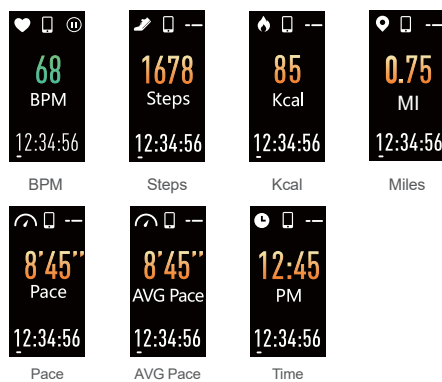 68
BPM
12:34:56
BPM
--
1678
Steps
12:34:56
Steps
--
85
Kcal
12:34:56
Kcal
--
0.75
MI
12:34:56
Miles
--
8'45''
Pace
12:34:56
Pace
--
8'45''
AVG Pace
12:34:56
AVG Pace
--
12:45
PM
12:34:56
Time